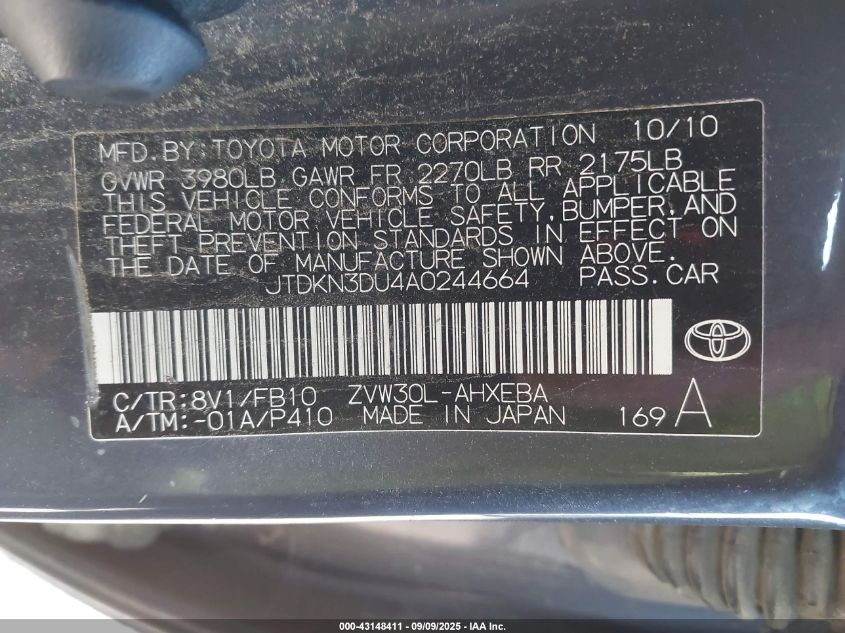 MFD. BY: TOYOTA MOTOR CORPORATION 10/10
GVWR 3980LB GAWR FR 2270LB RR 2175LB
THIS VEHICLE CONFORMS TO ALL APPLICABLE
FEDERAL MOTOR VEHICLE SAFETY, BUMPER, AND
THEFT PREVENTION STANDARDS IN EFFECT ON
THE DATE OF MANUFACTURE SHOWN ABOVE.
JTDKN3DU4A0244664 PASS. CAR
C/TR: 8V1/FB10 ZVW30L-AHXEBA
A/TM: -01A/P410 MADE IN JAPAN 169 A
000-43148411 - 09/09/2025 - IAA Inc.